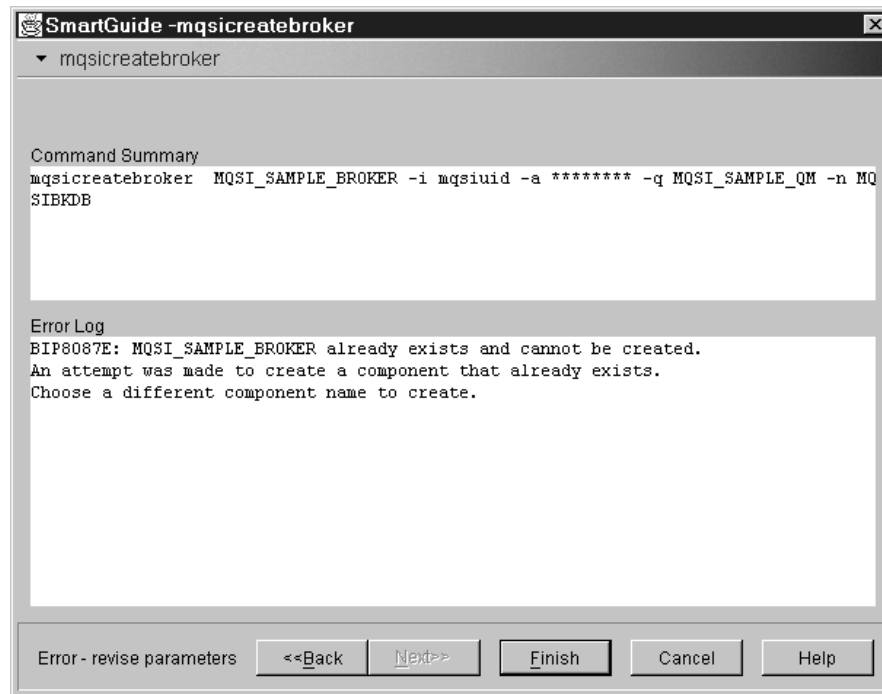 SmartGuide -mqsicreatebroker
mqsicreatebroker
Command Summary
mqsicreatebroker  MQSI_SAMPLE_BROKER -i mqsiuid -a ******** -q MQSI_SAMPLE_QM -n MQ
SIBKDB
Error Log
BIP8087E: MQSI_SAMPLE_BROKER already exists and cannot be created.
An attempt was made to create a component that already exists.
Choose a different component name to create.
Error - revise parameters <<Back Next>> Finish Cancel Help